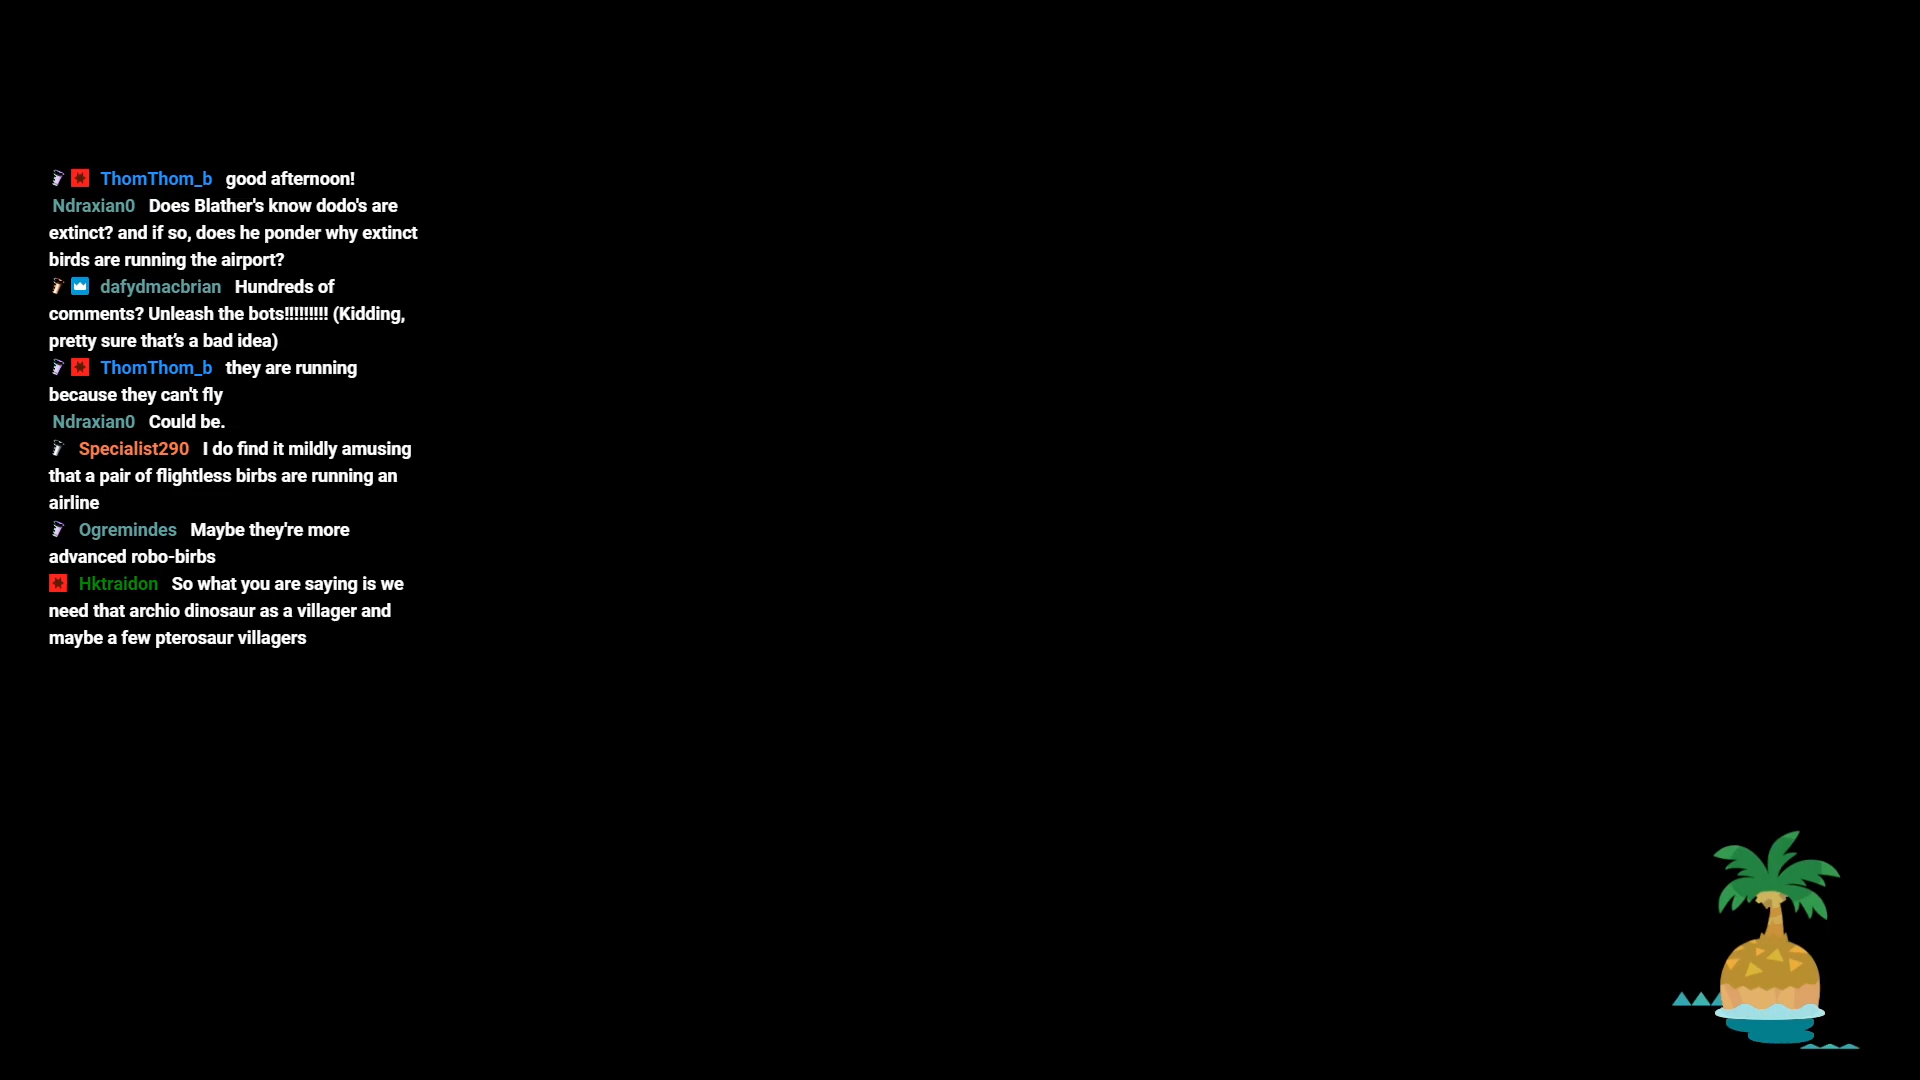 ThomThom_b good afternoon!
Ndraxian0 Does Blather's know dodo's are
extinct? and if so, does he ponder why extinct
birds are running the airport?
dafydmacbrian Hundreds of
comments? Unleash the bots!!!!!!!!! (Kidding,
pretty sure that's a bad idea)
ThomThom_b they are running
because they can't fly
Ndraxian0 Could be.
Specialist290 I do find it mildly amusing
that a pair of flightless birbs are running an
airline
Ogremindes Maybe they're more
advanced robo-birbs
Hktraidon So what you are saying is we
need that archio dinosaur as a villager and
maybe a few pterosaur villagers